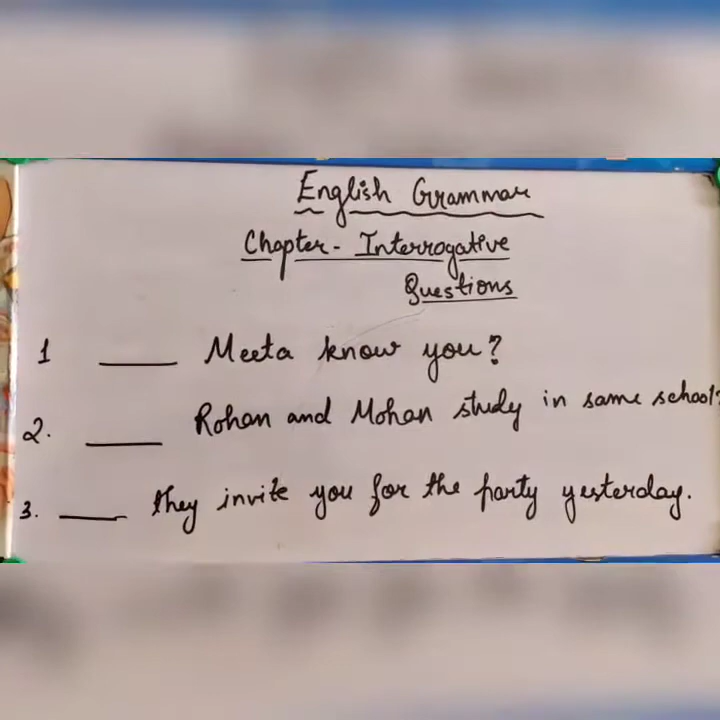 English Grammar
Chapter - Interrogative
Questions
1 ____ Meeta know you?
2. ____ Rohan and Mohan study in same school?
3. ____ they invite you for the party yesterday.